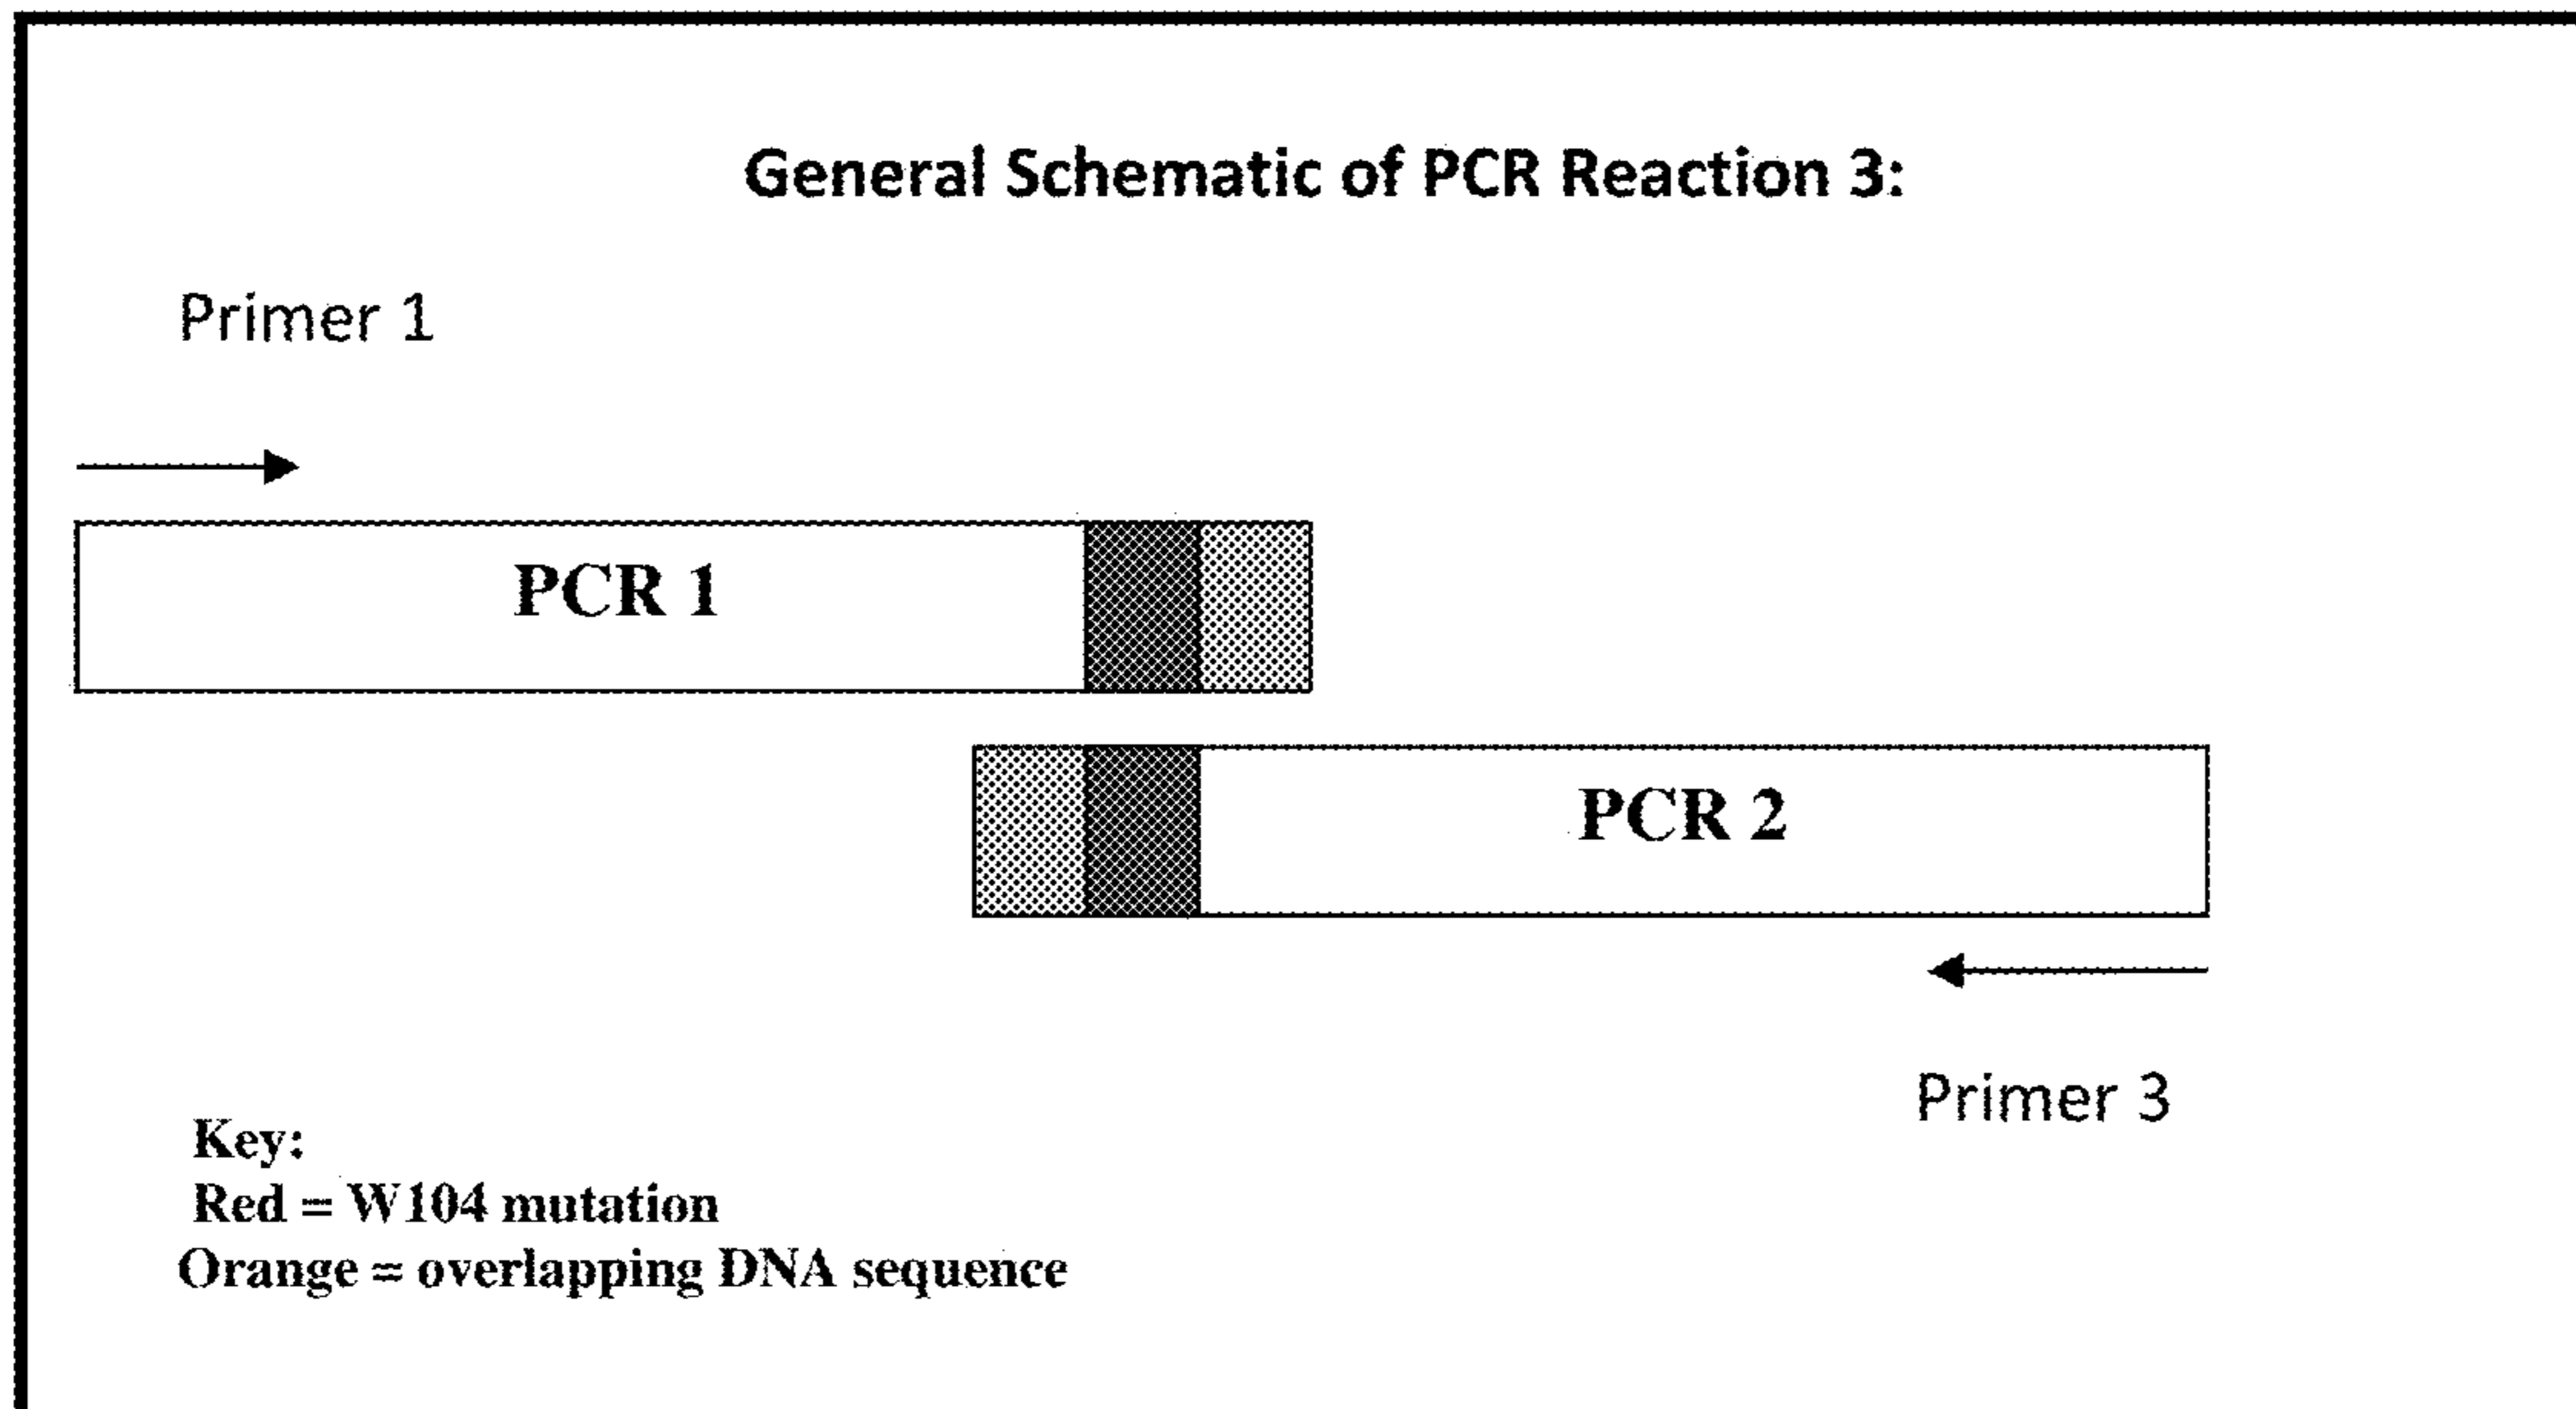 General Schematic of PCR Reaction 3:
Primer 1
PCR 1
PCR 2
Primer 3
Key:
Red = W104 mutation
Orange = overlapping DNA sequence